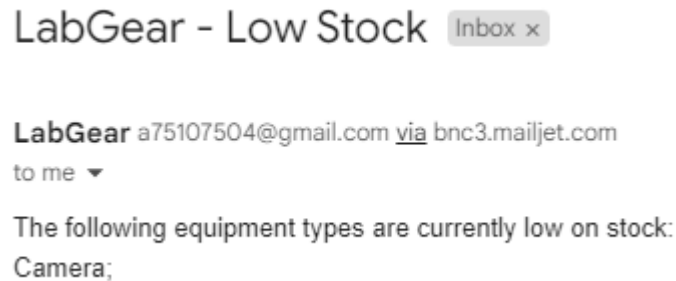 LabGear - Low Stock Inbox ×
LabGear a75107504@gmail.com via bnc3.mailjet.com
to me
The following equipment types are currently low on stock:
Camera;